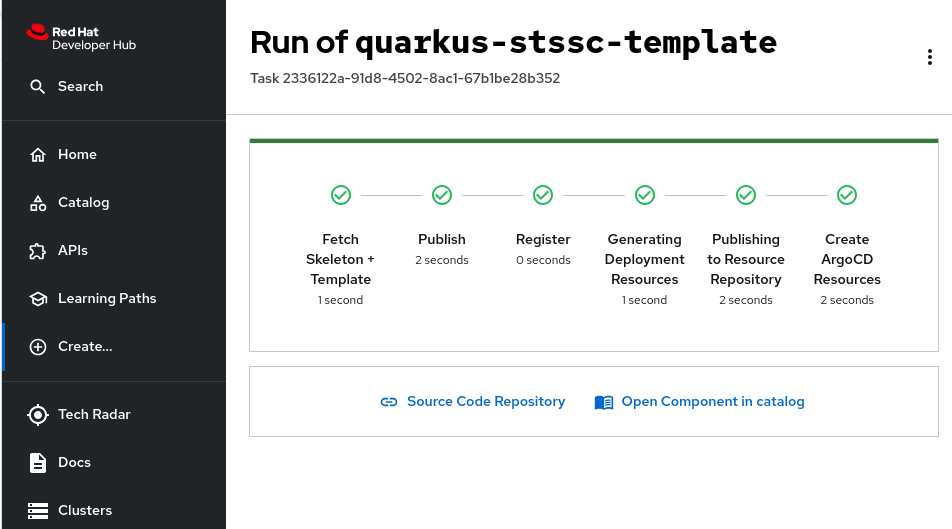 Red Hat
Developer Hub
Search
Home
Catalog
APIs
Learning Paths
Create...
Tech Radar
Docs
Clusters
Run of quarkus-stssc-template
Task 2336122a-91d8-4502-8ac1-67b1be28b352
Fetch
Skeleton +
Template
1 second
Publish
2 seconds
Register
0 seconds
Generating
Deployment
Resources
1 second
Publishing
to Resource
Repository
2 seconds
Create
ArgoCD
Resources
2 seconds
Source Code Repository
Open Component in catalog